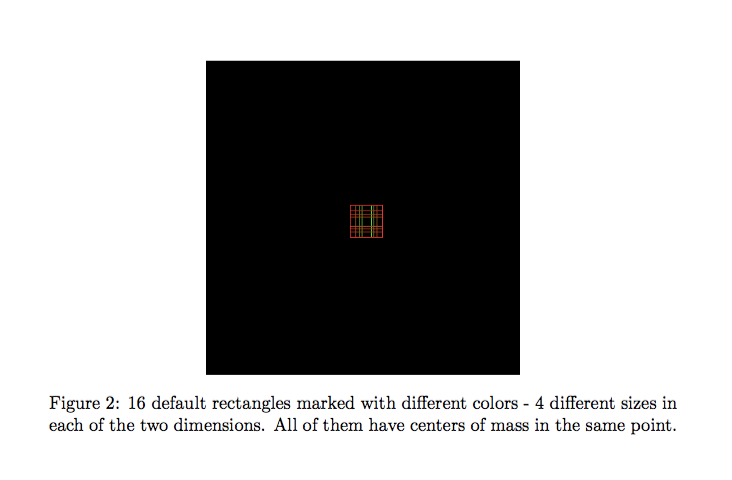 Figure 2: 16 default rectangles marked with different colors - 4 different sizes in
each of the two dimensions. All of them have centers of mass in the same point.